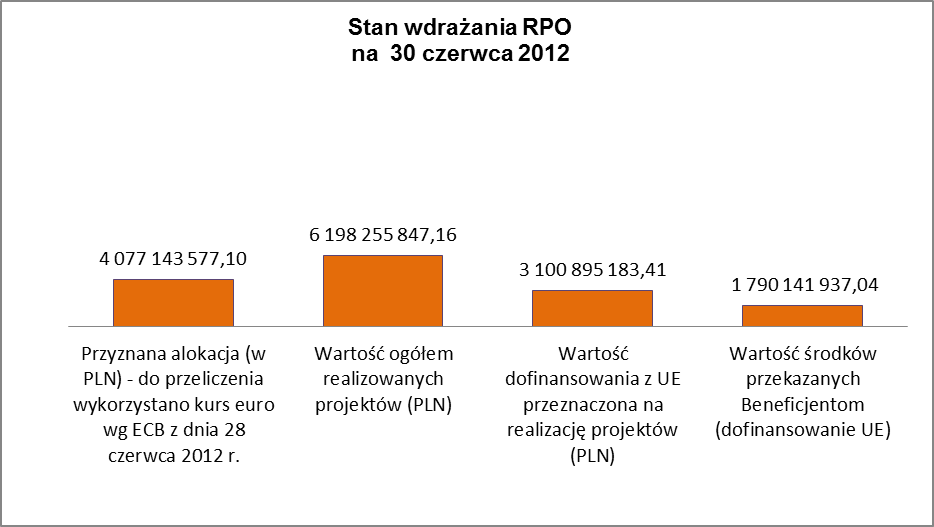 Stan wdrażania RPO
na 30 czerwca 2012
4 077 143 577,10
6 198 255 847,16
3 100 895 183,41
1 790 141 937,04
Przyznana alokacja (w
PLN) - do przeliczenia
wykorzystano kurs euro
wg ECB z dnia 28
czerwca 2012 r.
Wartość ogółem
realizowanych
projektów (PLN)
Wartość
dofinansowania z UE
przeznaczona na
realizację projektów
(PLN)
Wartość środków
przekazanych
Beneficjentom
(dofinansowanie UE)